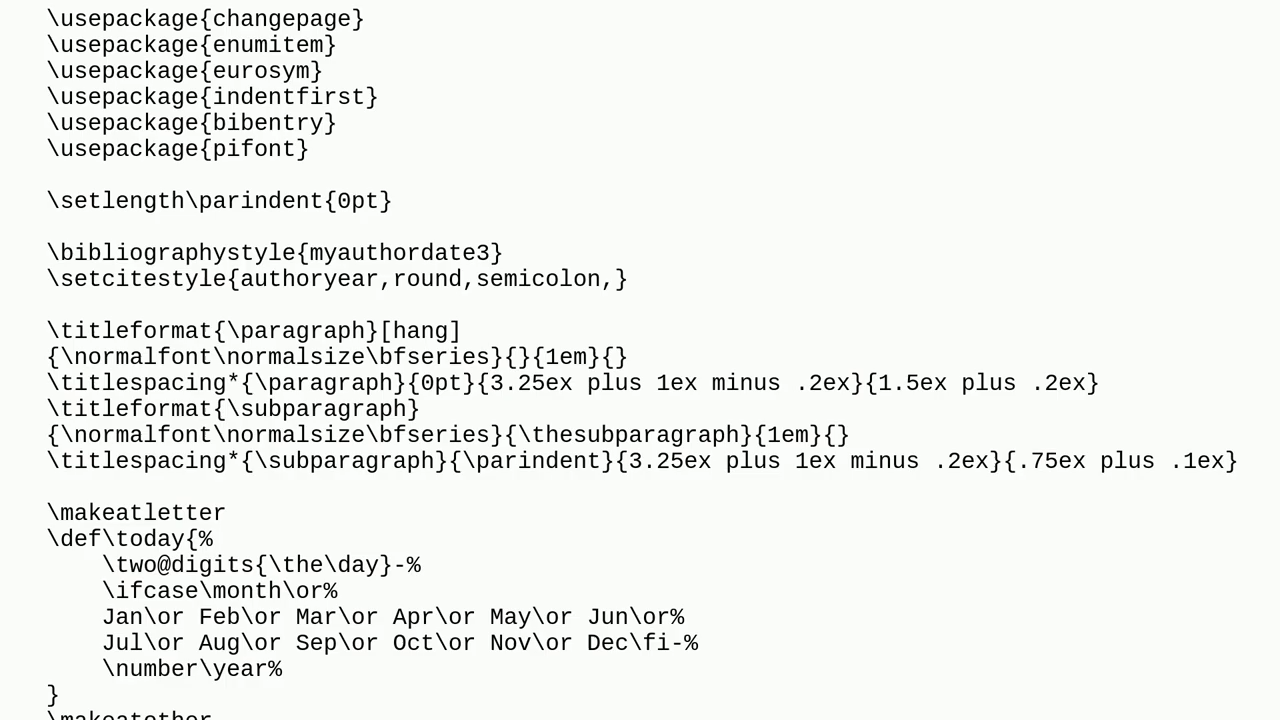 \usepackage{changepage}
\usepackage{enumitem}
\usepackage{eurosym}
\usepackage{indentfirst}
\usepackage{bibentry}
\usepackage{pifont}

\setlength\parindent{0pt}

\bibliographystyle{myauthordate3}
\setcitestyle{authoryear,round,semicolon,}

\titleformat{\paragraph}[hang]
{\normalfont\normalsize\bfseries}{}{1em}{}
\titlespacing*{\paragraph}{0pt}{3.25ex plus 1ex minus .2ex}{1.5ex plus .2ex}
\titleformat{\subparagraph}
{\normalfont\normalsize\bfseries}{\thesubparagraph}{1em}{}
\titlespacing*{\subparagraph}{\parindent}{3.25ex plus 1ex minus .2ex}{.75ex plus .1ex}

\makeatletter
\def\today{%
    \two@digits{\the\day}-%
    \ifcase\month\or%
    Jan\or Feb\or Mar\or Apr\or May\or Jun\or%
    Jul\or Aug\or Sep\or Oct\or Nov\or Dec\fi-%
    \number\year%
}
\makeatother